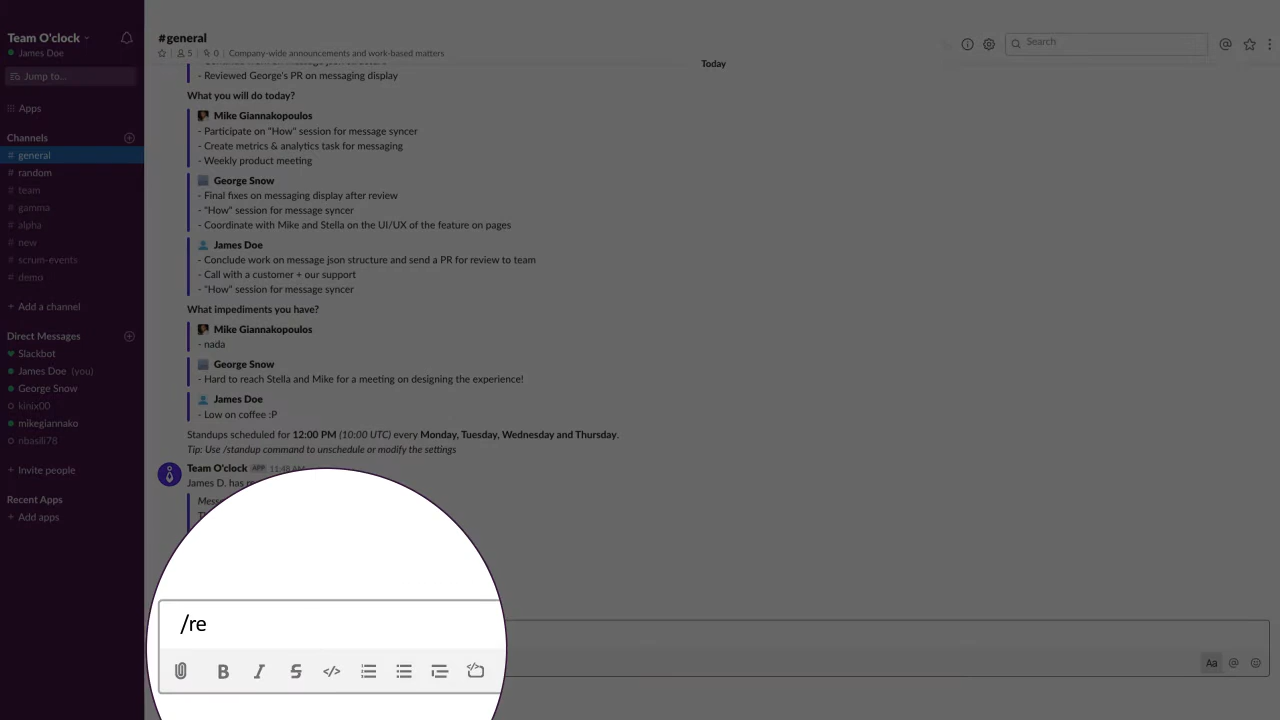 Team O'clock
James Doe
Jump to...
Apps
Channels
# general
# random
# team
# gamma
# alpha
# new
# scrum-events
# demo
+ Add a channel
Direct Messages
Slackbot
James Doe (you)
George Snow
kinix00
mikegiannako
nbasili78
+ Invite people
Recent Apps
+ Add apps
#general
5 | 0 | Company-wide announcements and work-based matters
Search
Today
- Reviewed George's PR on messaging display
What you will do today?
Mike Giannakopoulos
- Participate on "How" session for message syncer
- Create metrics & analytics task for messaging
- Weekly product meeting
George Snow
- Final fixes on messaging display after review
- "How" session for message syncer
- Coordinate with Mike and Stella on the UI/UX of the feature on pages
James Doe
- Conclude work on message json structure and send a PR for review to team
- Call with a customer + our support
- "How" session for message syncer
What impediments you have?
Mike Giannakopoulos
- nada
George Snow
- Hard to reach Stella and Mike for a meeting on designing the experience!
James Doe
- Low on coffee :P
Standups scheduled for 12:00 PM (10:00 UTC) every Monday, Tuesday, Wednesday and Thursday.
Tip: Use /standup command to unschedule or modify the settings
Team O'clock APP 11:48 AM
James D. has
/re
B I S </>
Aa @